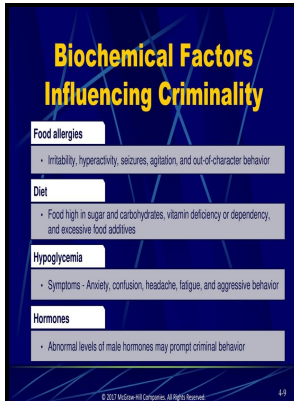 Biochemical Factors
Influencing Criminality
Food allergies
• Irritability, hyperactivity, seizures, agitation, and out-of-character behavior
Diet
• Food high in sugar and carbohydrates, vitamin deficiency or dependency,
and excessive food additives
Hypoglycemia
• Symptoms - Anxiety, confusion, headache, fatigue, and aggressive behavior
Hormones
• Abnormal levels of male hormones may prompt criminal behavior
© 2017 McGraw-Hill Companies. All Rights Reserved.
4-9